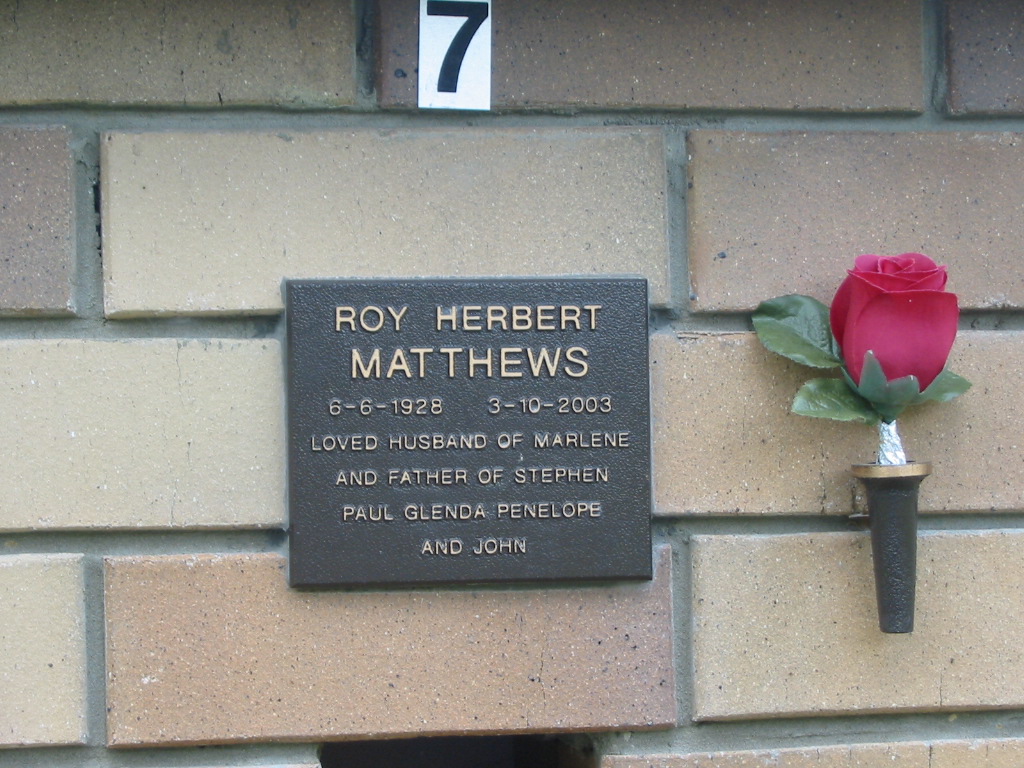 7
ROY HERBERT
MATTHEWS
6-6-1928 3-10-2003
LOVED HUSBAND OF MARLENE
AND FATHER OF STEPHEN
PAUL GLENDA PENELOPE
AND JOHN